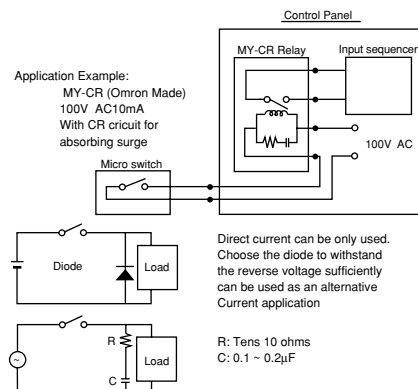 Control Panel
MY-CR Relay
Input sequencer
Application Example:
MY-CR (Omron Made)
100V AC10mA
With CR cricuit for
absorbing surge
100V AC
Micro switch
Diode
Load
Direct current can be only used.
Choose the diode to withstand
the reverse voltage sufficiently
can be used as an alternative
Current application
~
R
C
Load
R: Tens 10 ohms
C: 0.1 ~ 0.2μF